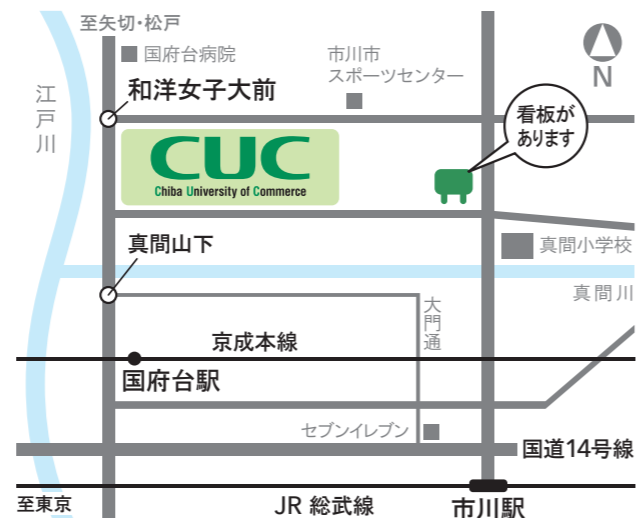 至矢切・松戸
国府台病院
市川市
スポーツセンター
N
江戸川
和洋女子大前
看板が
あります
CUC
Chiba University of Commerce
真間山下
真間小学校
真間川
大門通
京成本線
国府台駅
セブンイレブン
国道14号線
至東京
JR 総武線
市川駅